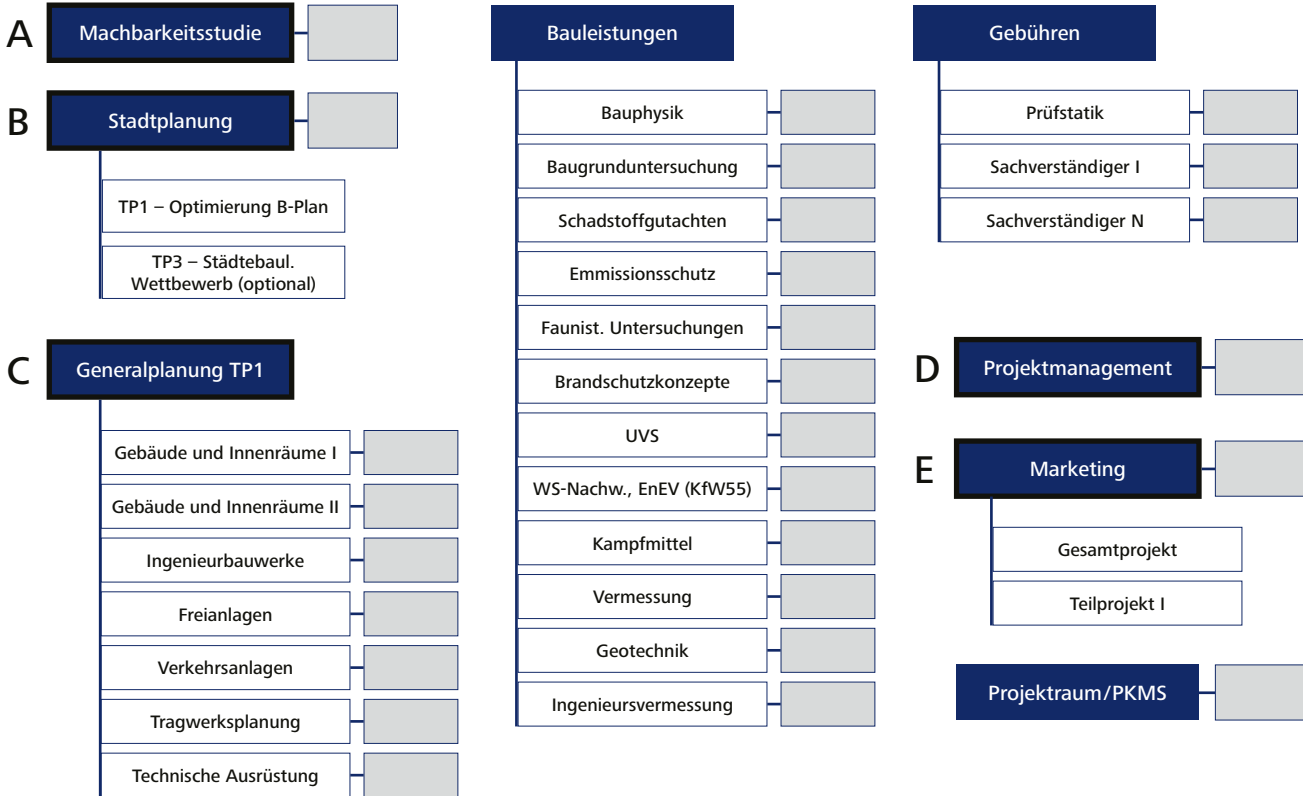 A
Machbarkeitsstudie
B
Stadtplanung
TP1 – Optimierung B-Plan
TP3 – Städtebaul.
Wettbewerb (optional)
C
Generalplanung TP1
Gebäude und Innenräume I
Gebäude und Innenräume II
Ingenieurbauwerke
Freianlagen
Verkehrsanlagen
Tragwerksplanung
Technische Ausrüstung
Bauleistungen
Bauphysik
Baugrunduntersuchung
Schadstoffgutachten
Emmissionsschutz
Faunist. Untersuchungen
Brandschutzkonzepte
UVS
WS-Nachw., EnEV (KfW55)
Kampfmittel
Vermessung
Geotechnik
Ingenieursvermessung
Gebühren
Prüfstatik
Sachverständiger I
Sachverständiger N
D
Projektmanagement
E
Marketing
Gesamtprojekt
Teilprojekt I
Projektraum/PKMS